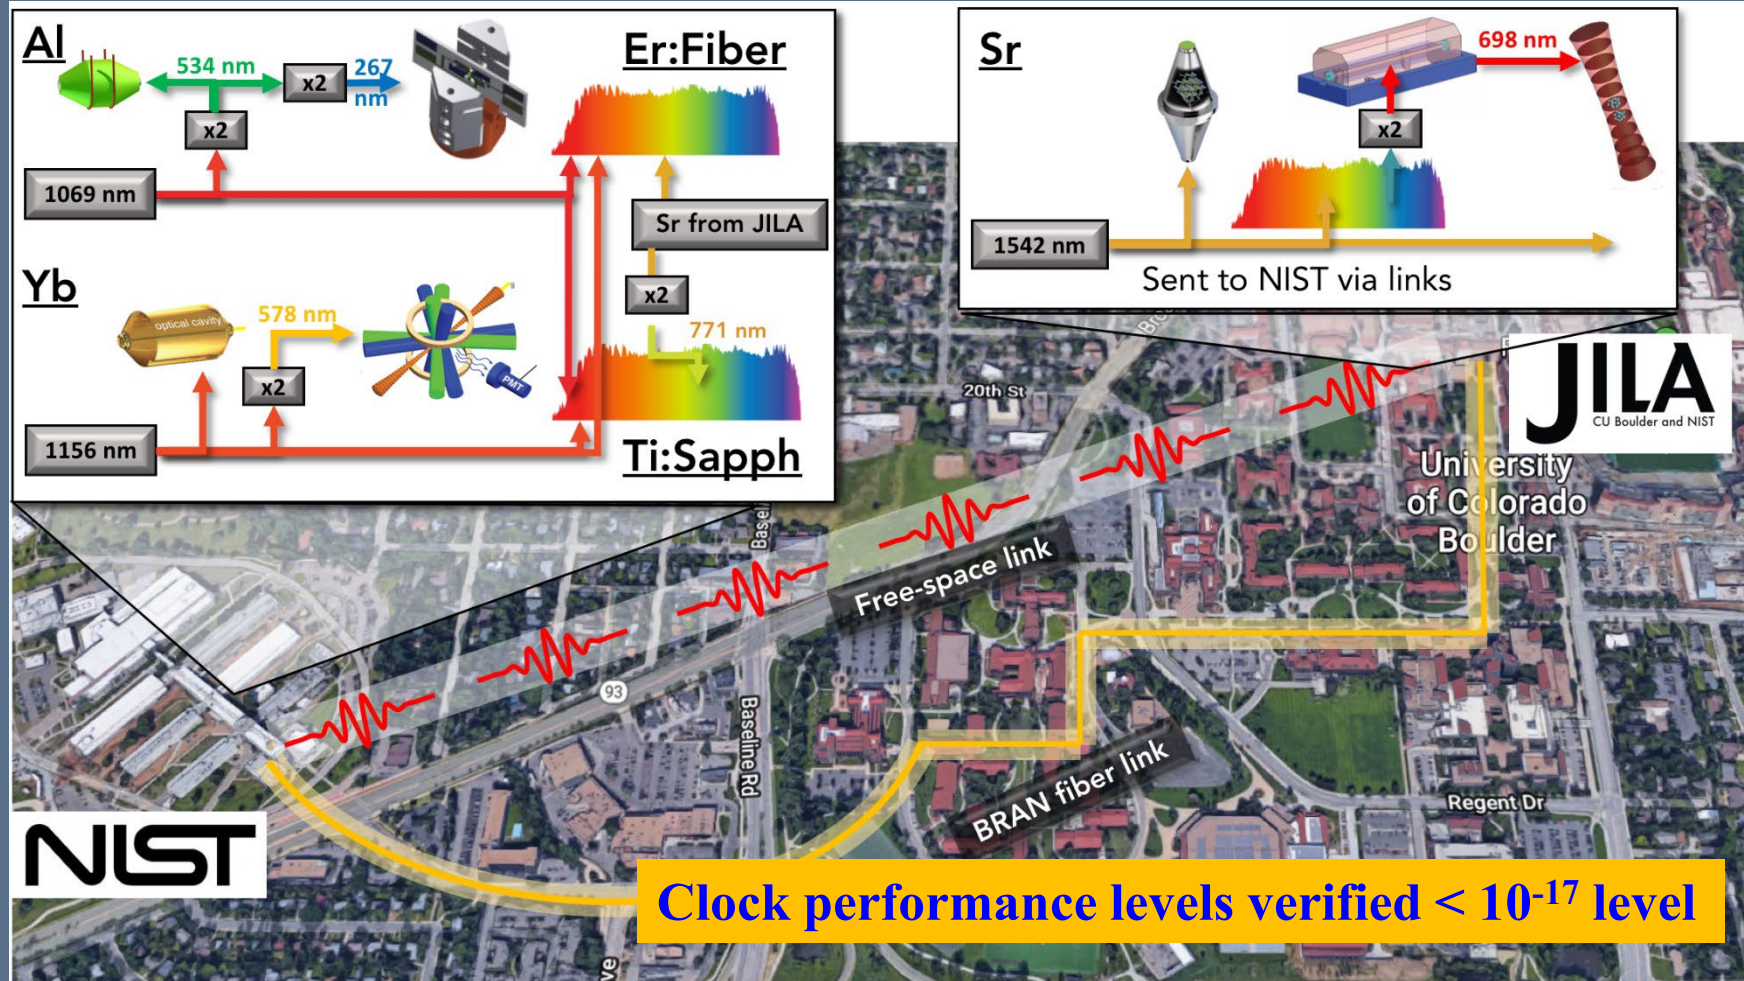 Al
534 nm
x2
267
nm
x2
1069 nm
Er:Fiber
Sr from JILA
x2
771 nm
Yb
optical cavity
578 nm
x2
PMT
1156 nm
Ti:Sapph
Sr
698 nm
x2
1542 nm
Sent to NIST via links
20th St
JILA
CU Boulder and NIST
University
of Colorado
Boulder
Free-space link
93
Baseline Rd
BRAN fiber link
Regent Dr
NIST
Clock performance levels verified < 10⁻¹⁷ level